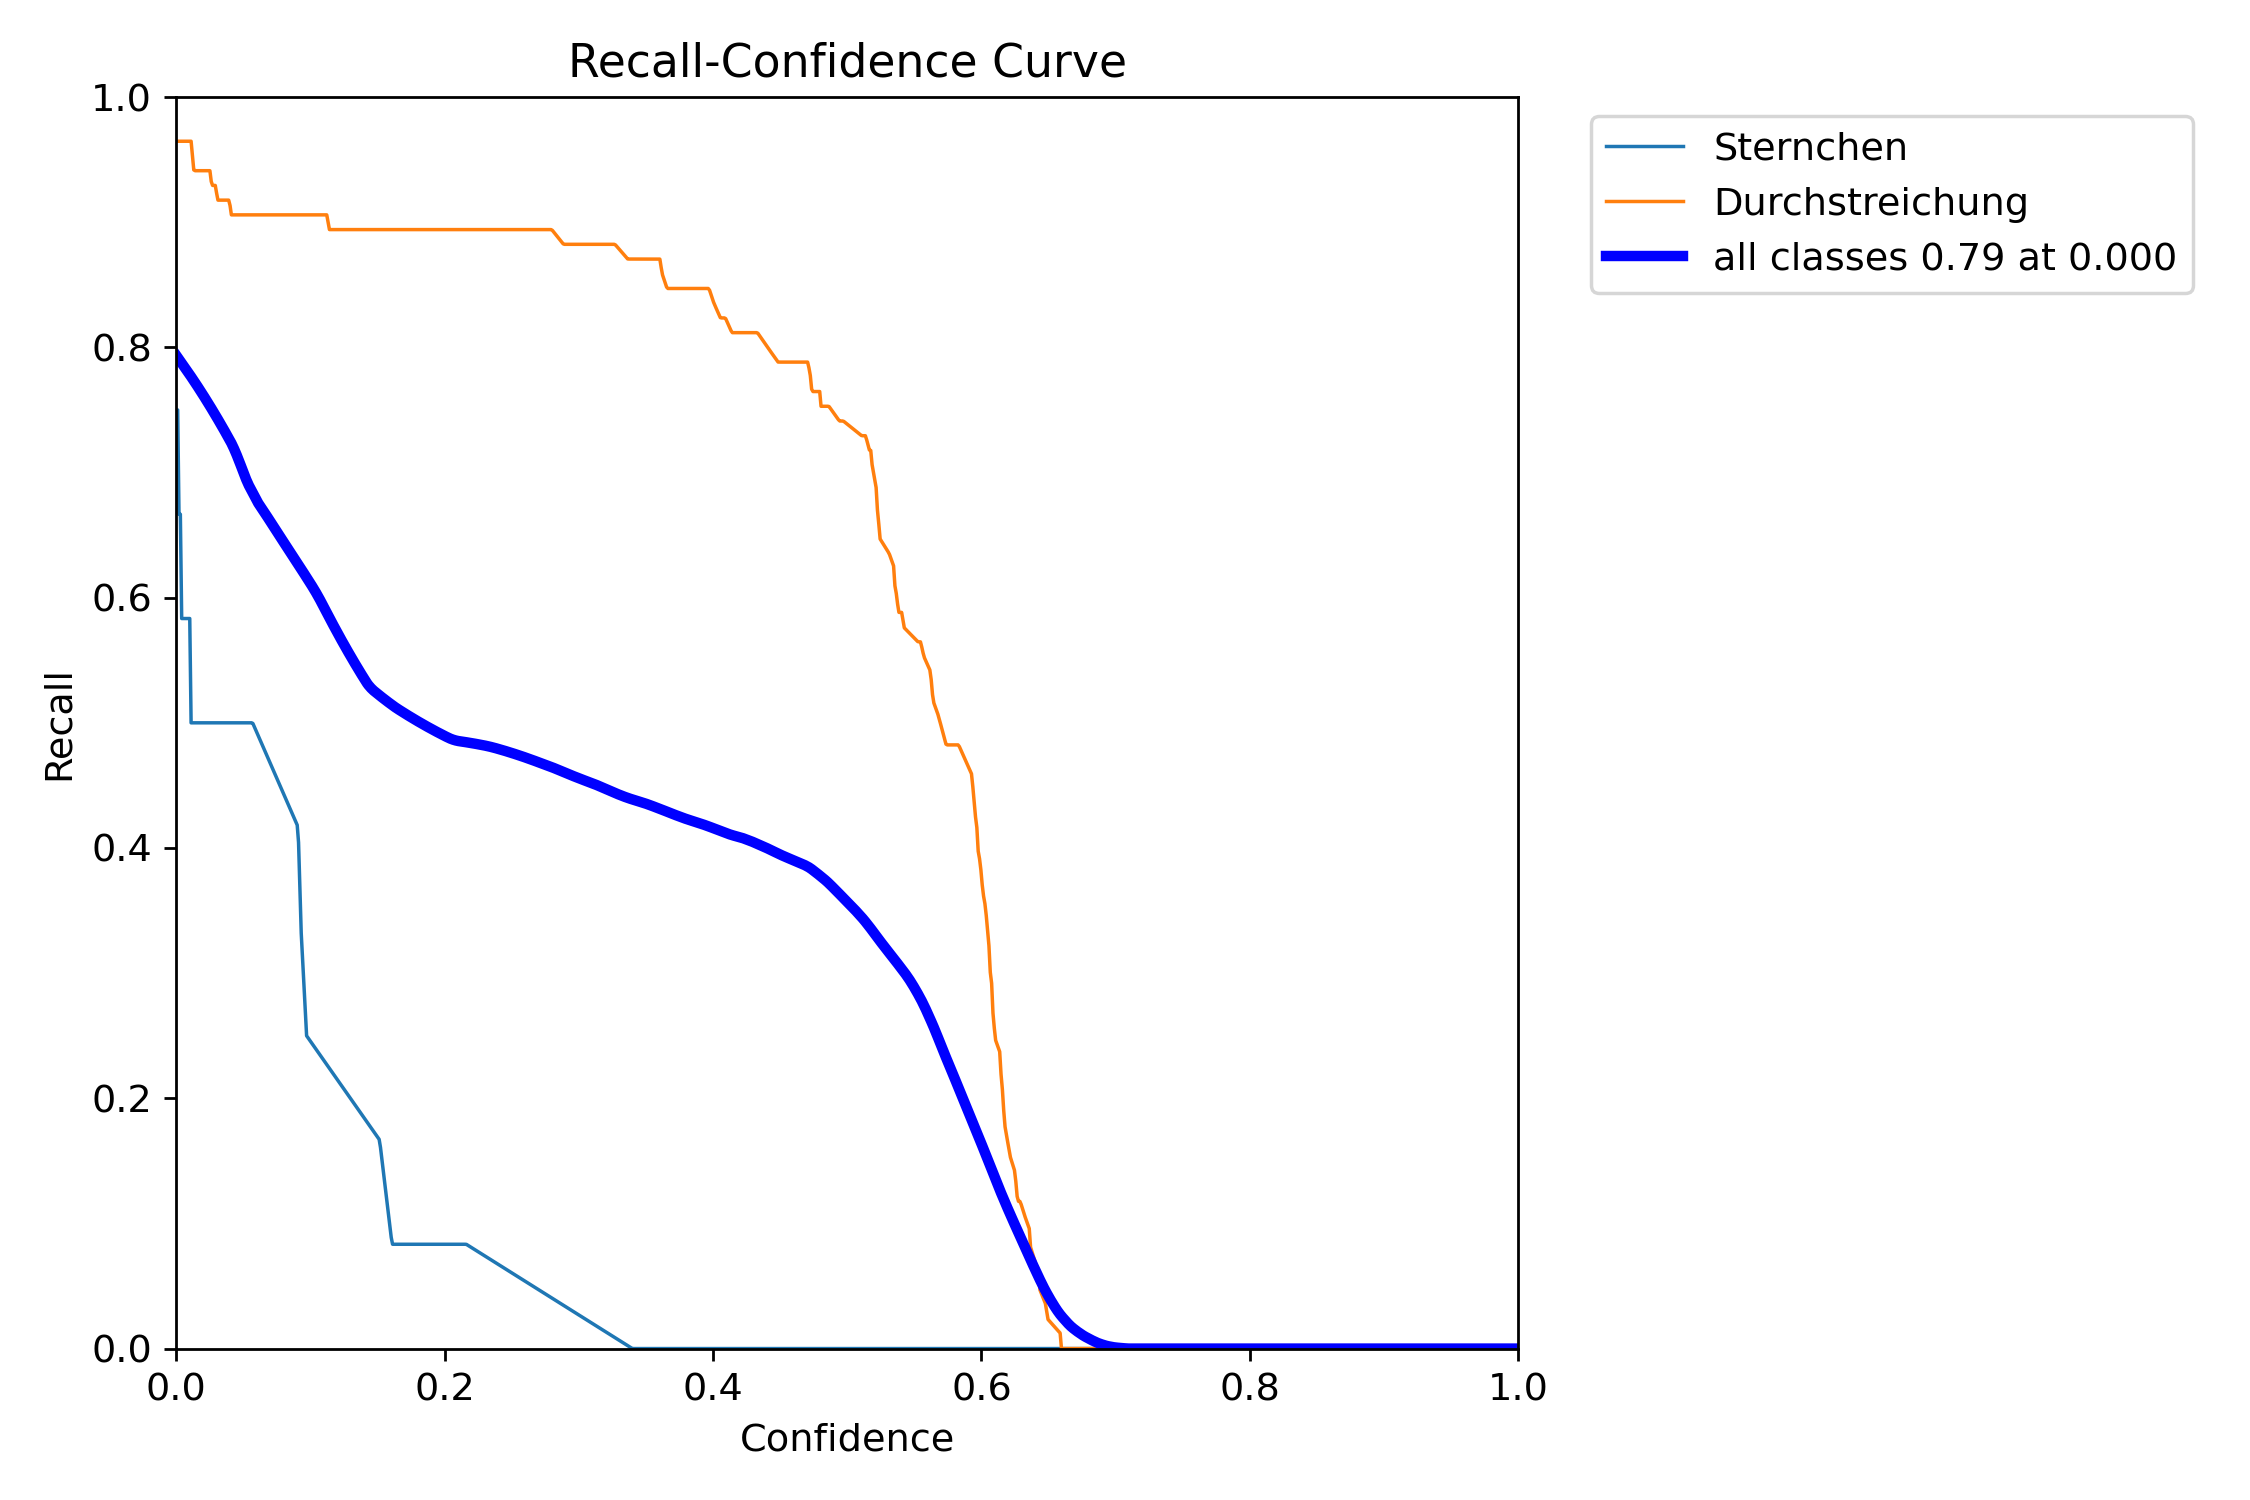 Recall-Confidence Curve
Sternchen
Durchstreichung
all classes 0.79 at 0.000
Recall
1.0
0.8
0.6
0.4
0.2
0.0
0.0 0.2 0.4 0.6 0.8 1.0
Confidence